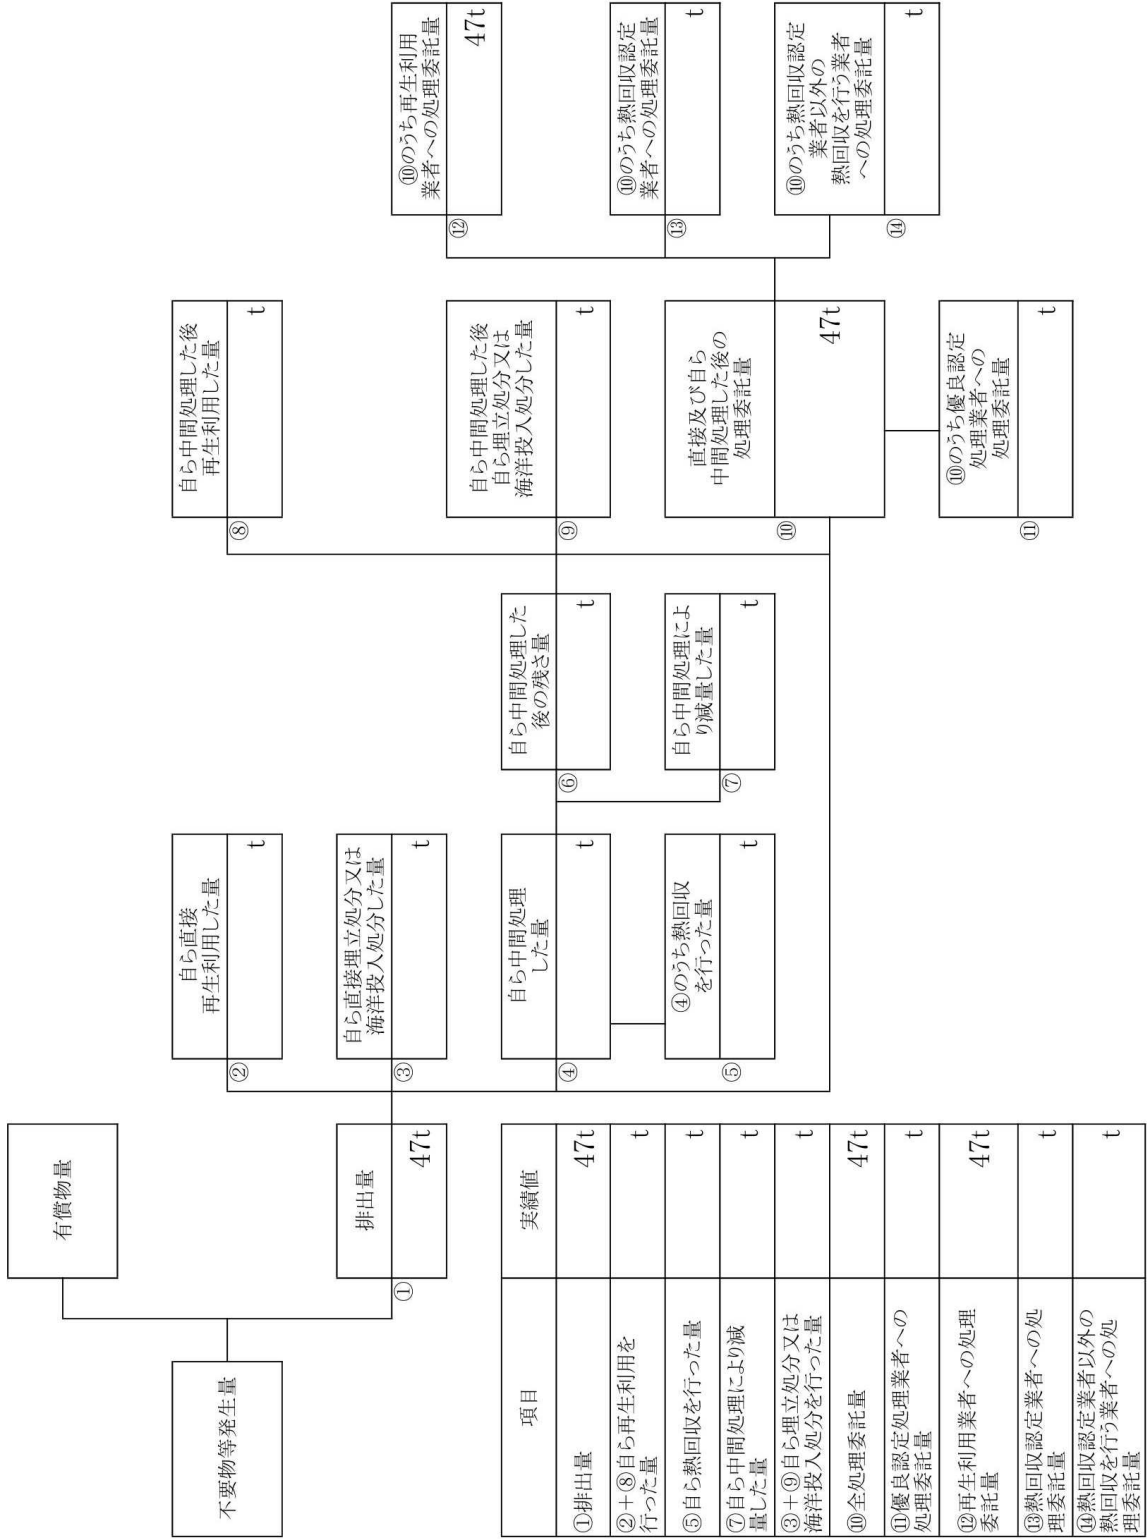 不要物等発生量
有償物量
排出量
①
47t
自ら直接
再生利用した量
②
t
自ら直接埋立処分又は
海洋投入処分した量
③
t
自ら中間処理
した量
④
t
④のうち熱回収
を行った量
⑤
t
自ら中間処理した
後の残さ量
⑥
t
自ら中間処理によ
り減量した量
⑦
t
自ら中間処理した後
再生利用した量
⑧
t
自ら中間処理した後
自ら埋立処分又は
海洋投入処分した量
⑨
t
直接及び自ら
中間処理した後の
処理委託量
⑩
47t
⑩のうち優良認定
処理業者への
処理委託量
⑪
t
⑩のうち再生利用
業者への処理委託量
⑫
47t
⑩のうち熱回収認定
業者への処理委託量
⑬
t
⑩のうち熱回収認定
業者以外の
熱回収を行う業者
への処理委託量
⑭
t
項目
実績値
①排出量
47t
②+⑧自ら再生利用を
行った量
t
⑤自ら熱回収を行った量
t
⑦自ら中間処理により減
量した量
t
③+⑨自ら埋立処分又は
海洋投入処分を行った量
t
⑩全処理委託量
47t
⑪優良認定処理業者への
処理委託量
t
⑫再生利用業者への処理
委託量
47t
⑬熱回収認定業者への処
理委託量
t
⑭熱回収認定業者以外の
熱回収を行う業者への処
理委託量
t